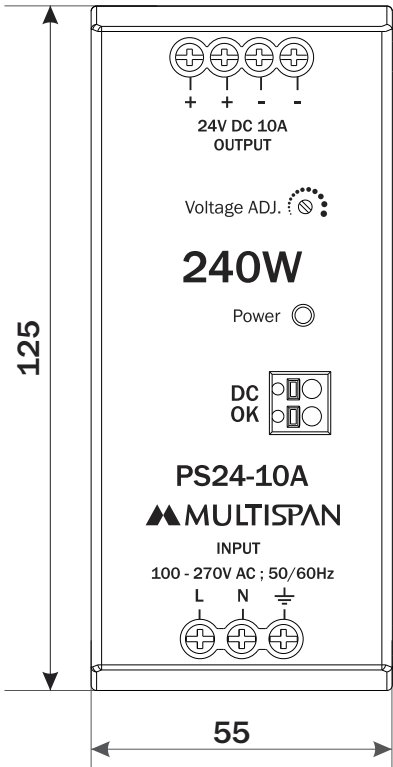 + + - -
24V DC 10A
OUTPUT
Voltage ADJ.
240W
Power
125
DC
OK
PS24-10A
MULTISPAN
INPUT
100 - 270V AC ; 50/60Hz
L N
55